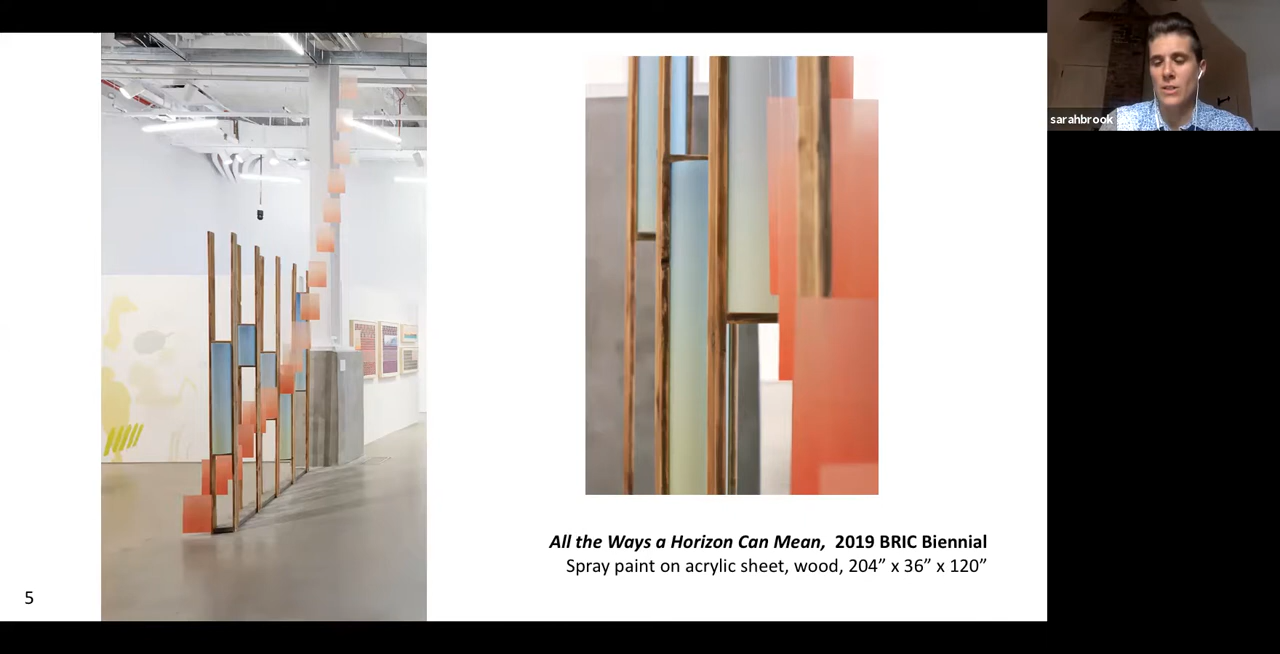 sarahbrook
All the Ways a Horizon Can Mean, 2019 BRIC Biennial
Spray paint on acrylic sheet, wood, 204” x 36” x 120”
5